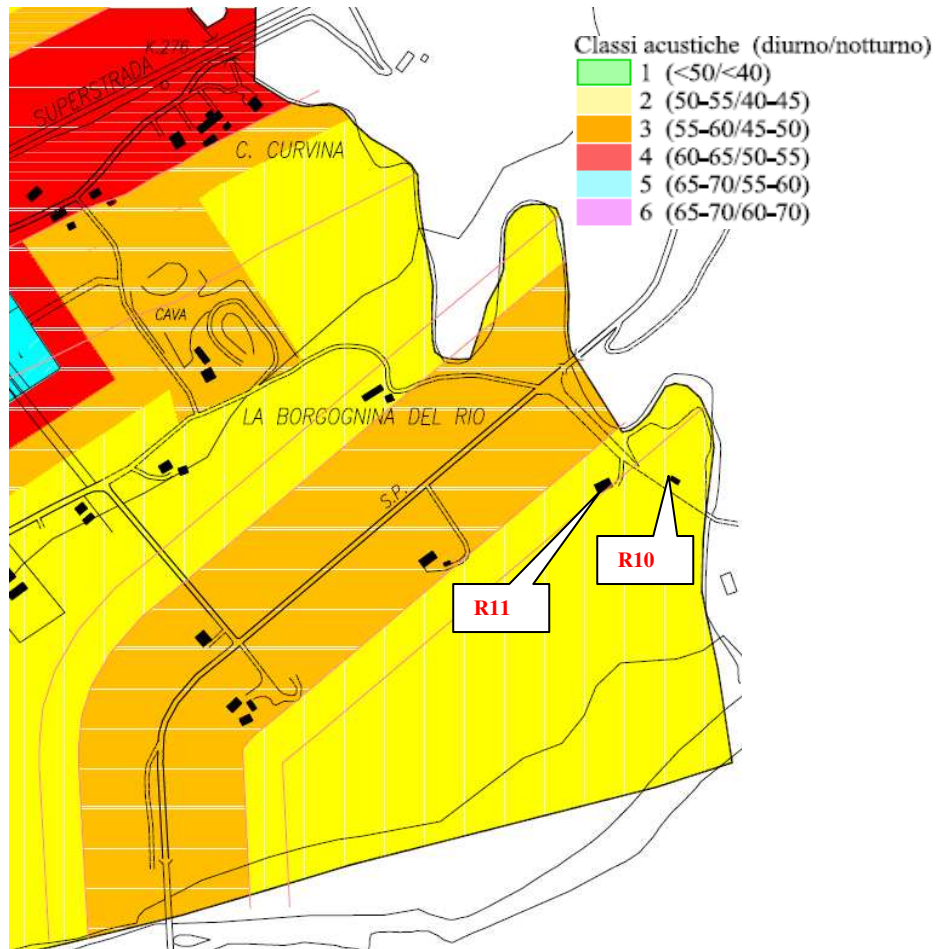 Classi acustiche (diurno/notturno)
1 (<50/<40)
2 (50-55/40-45)
3 (55-60/45-50)
4 (60-65/50-55)
5 (65-70/55-60)
6 (65-70/60-70)
SUPERSTRADA
C. CURVINA
CAVA
LA BORGOGNINA DEL RIO
S.P.
R10
R11